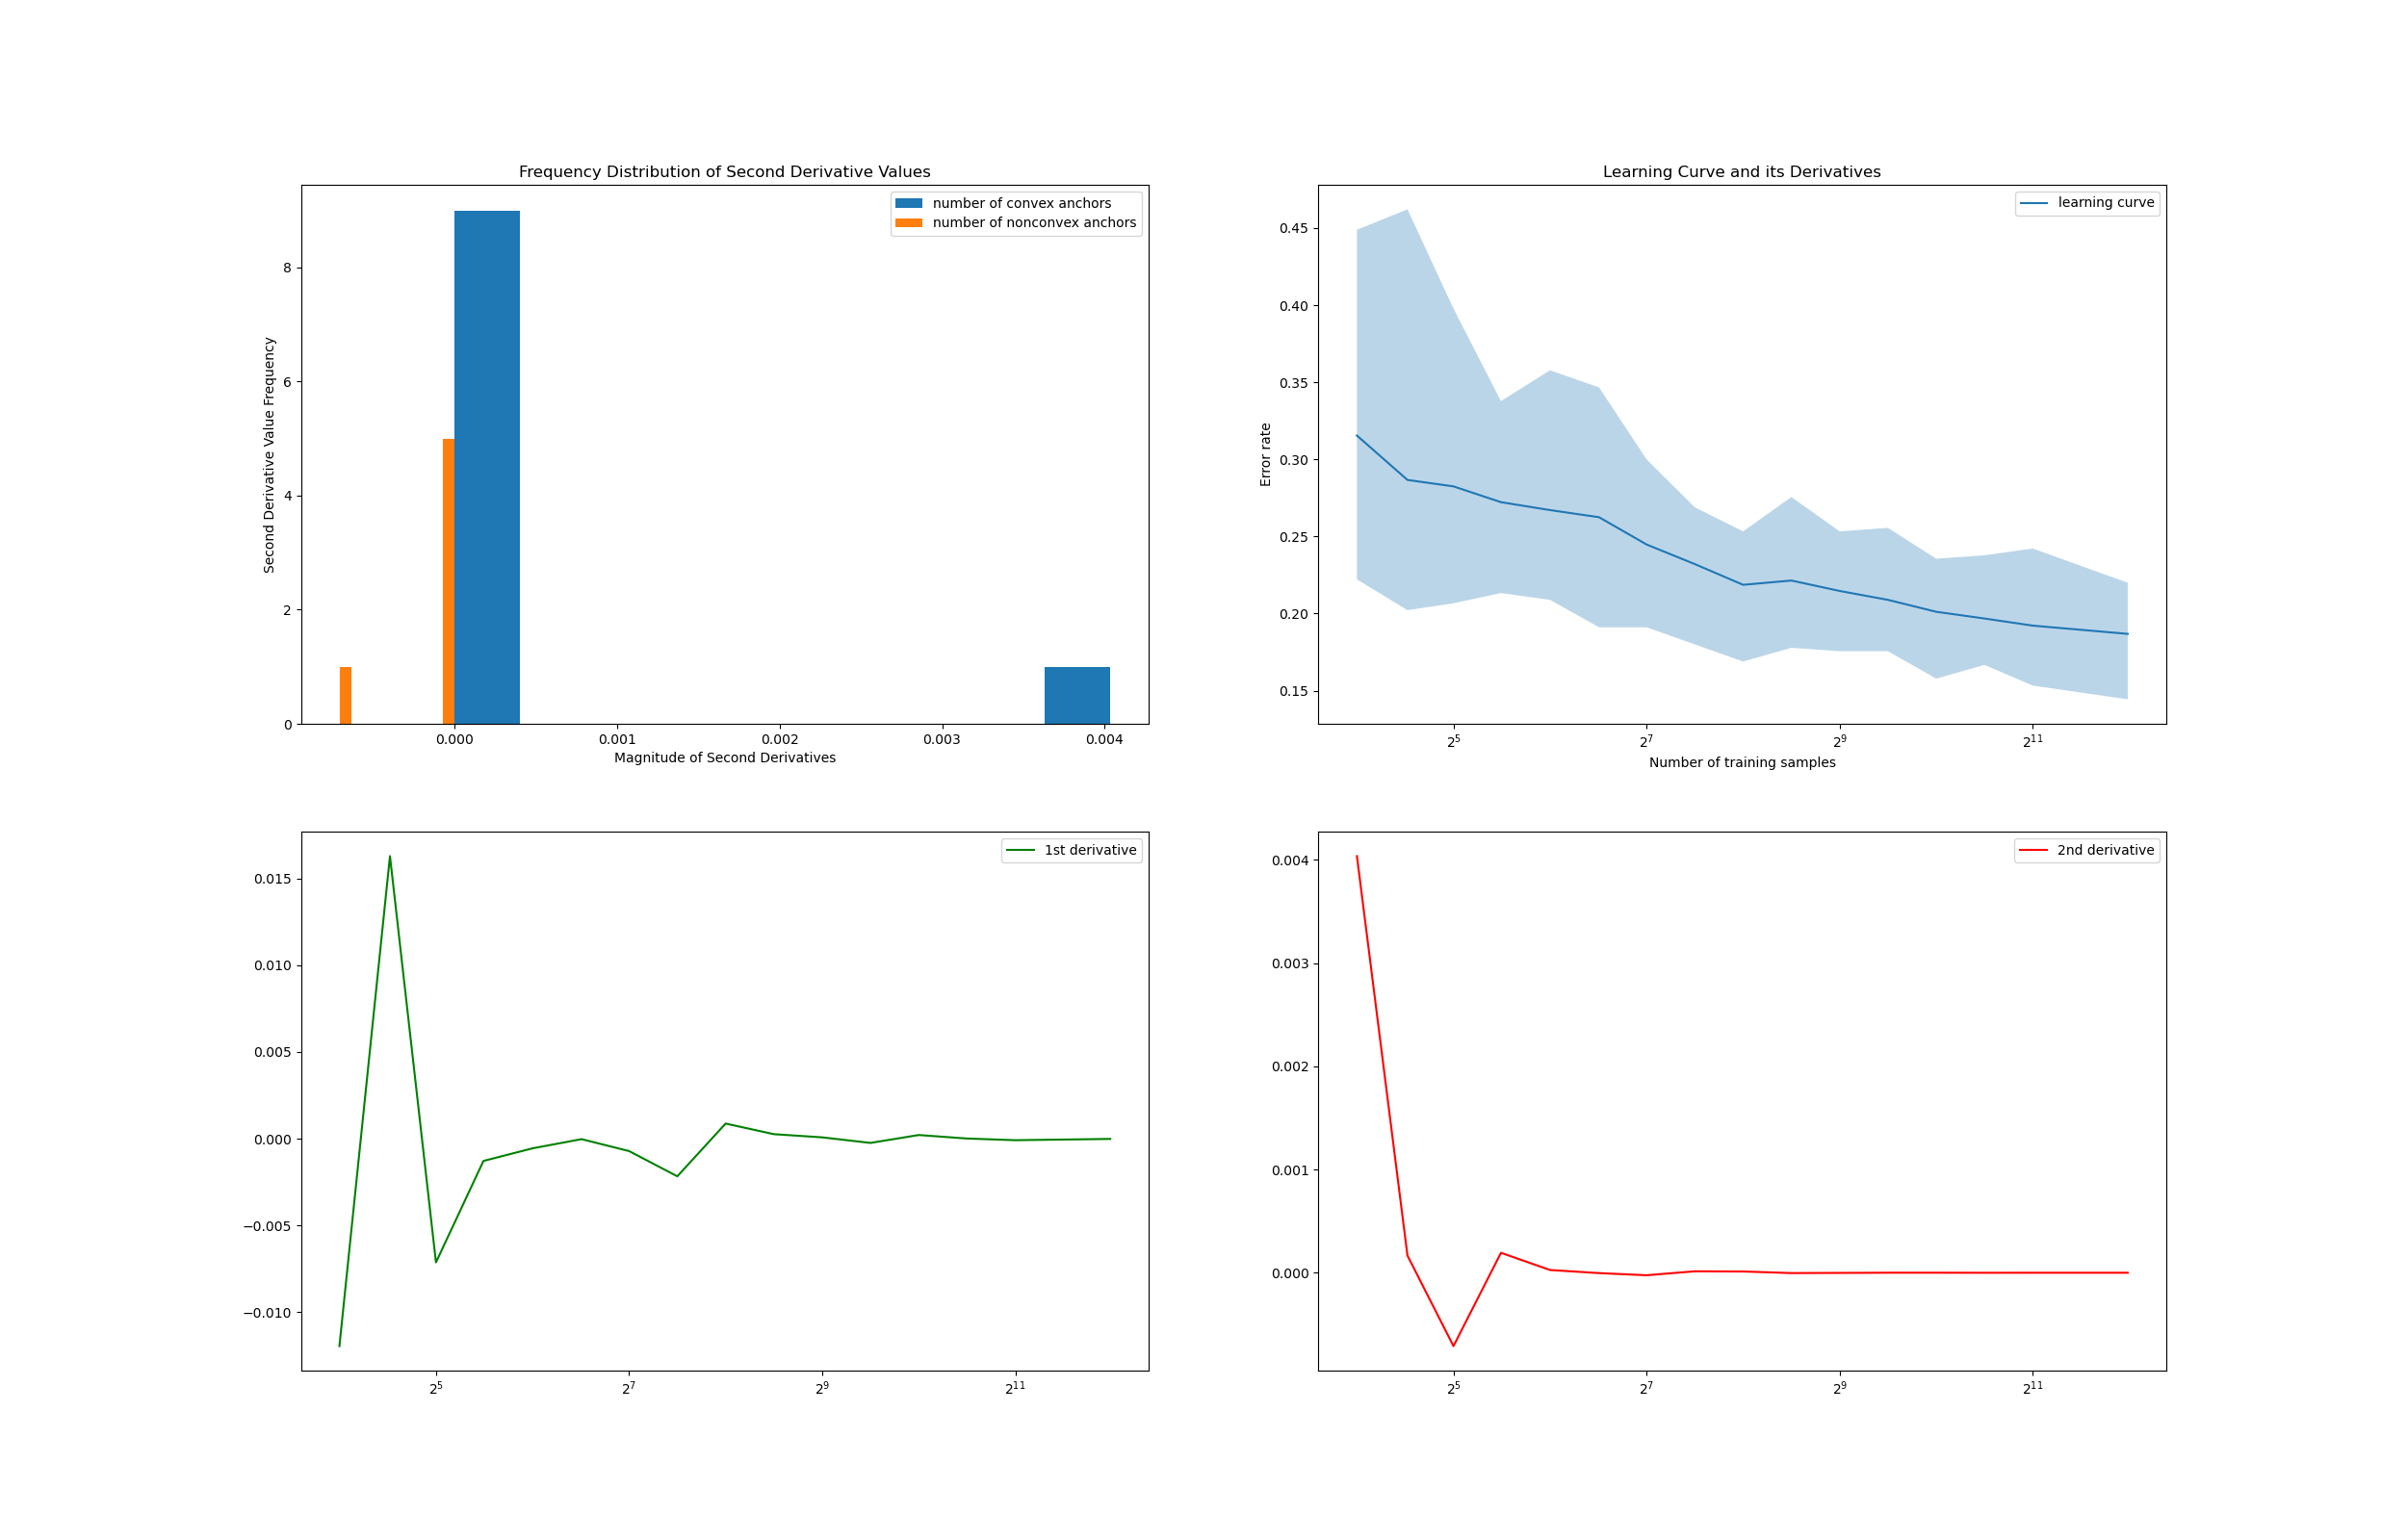 Frequency Distribution of Second Derivative Values
number of convex anchors
number of nonconvex anchors
Second Derivative Value Frequency
8
6
4
2
0
0.000 0.001 0.002 0.003 0.004
Magnitude of Second Derivatives
Learning Curve and its Derivatives
learning curve
Error rate
0.45
0.40
0.35
0.30
0.25
0.20
0.15
2^5 2^7 2^9 2^11
Number of training samples
1st derivative
0.015
0.010
0.005
0.000
−0.005
−0.010
2^5 2^7 2^9 2^11
2nd derivative
0.004
0.003
0.002
0.001
0.000
2^5 2^7 2^9 2^11